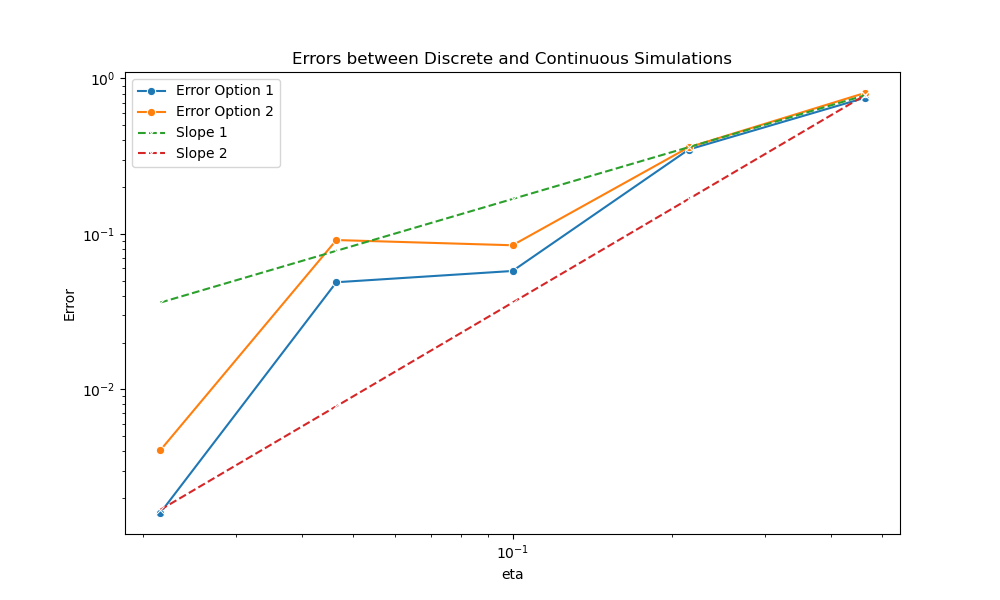 Errors between Discrete and Continuous Simulations
10⁰
Error Option 1
Error Option 2
Slope 1
Slope 2
10⁻¹
Error
10⁻²
10⁻¹
eta